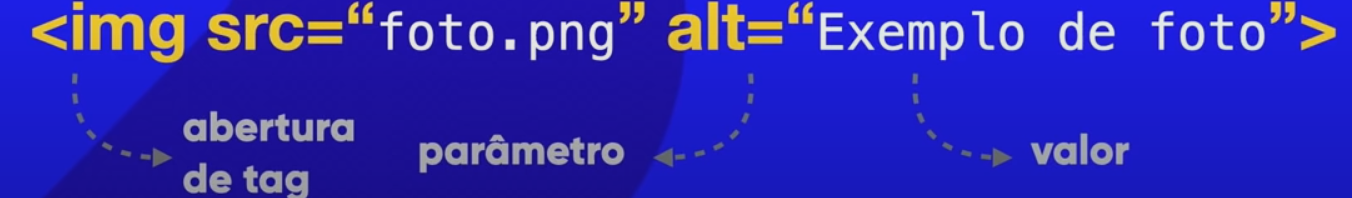 <img src=“foto.png” alt=“Exemplo de foto”>
abertura
de tag
parâmetro
valor